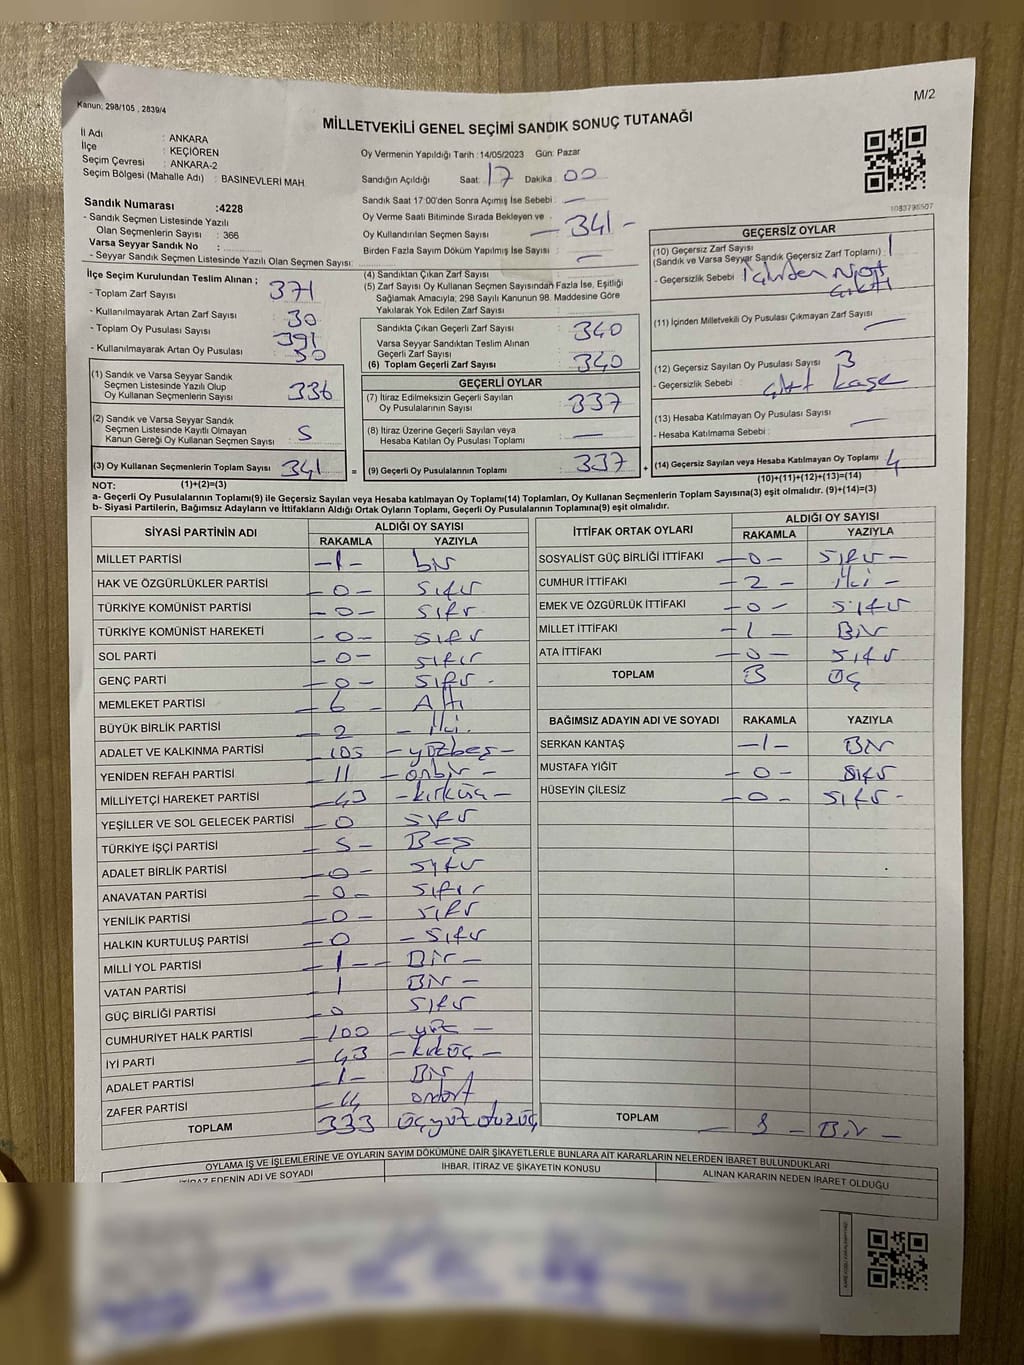 Kanun; 298/105 , 2839/4
M/2
MİLLETVEKİLİ GENEL SEÇİMİ SANDIK SONUÇ TUTANAĞI
İl Adı : ANKARA
İlçe : KEÇİÖREN
Seçim Çevresi : ANKARA-2
Seçim Bölgesi (Mahalle Adı) : BASINEVLERİ MAH.
Sandık Numarası :4228
- Sandık Seçmen Listesinde Yazılı
Olan Seçmenlerin Sayısı : 366
Varsa Seyyar Sandık No :
- Seyyar Sandık Seçmen Listesinde Yazılı Olan Seçmen Sayısı:
Oy Vermenin Yapıldığı Tarih :14/05/2023 Gün: Pazar
Sandığın Açıldığı Saat: 17 Dakika : 00
Sandık Saat 17:00'den Sonra Açımış İse Sebebi : —
Oy Verme Saati Bitiminde Sırada Bekleyen ve
Oy Kullandırılan Seçmen Sayısı : — 341 -
Birden Fazla Sayım Döküm Yapılmış İse Sayısı : —
1083796507
İlçe Seçim Kurulundan Teslim Alınan :
- Toplam Zarf Sayısı : 371
- Kullanılmayarak Artan Zarf Sayısı : 30
- Toplam Oy Pusulası Sayısı : 391
- Kullanılmayarak Artan Oy Pusulası : 50
(1) Sandık ve Varsa Seyyar Sandık
Seçmen Listesinde Yazılı Olup
Oy Kullanan Seçmenlerin Sayısı : 336
(2) Sandık ve Varsa Seyyar Sandık
Seçmen Listesinde Kayıtlı Olmayan
Kanun Gereği Oy Kullanan Seçmen Sayısı : 5
(3) Oy Kullanan Seçmenlerin Toplam Sayısı : 341
(4) Sandıktan Çıkan Zarf Sayısı :
(5) Zarf Sayısı Oy Kullanan Seçmen Sayısından Fazla İse, Eşitliği
Sağlamak Amacıyla; 298 Sayılı Kanunun 98. Maddesine Göre
Yakılarak Yok Edilen Zarf Sayısı :
Sandıkta Çıkan Geçerli Zarf Sayısı : 340
Varsa Seyyar Sandıktan Teslim Alınan
Geçerli Zarf Sayısı :
(6) Toplam Geçerli Zarf Sayısı : 340
GEÇERLİ OYLAR
(7) İtiraz Edilmeksizin Geçerli Sayılan
Oy Pusulalarının Sayısı : 337
(8) İtiraz Üzerine Geçerli Sayılan veya
Hesaba Katılan Oy Pusulası Toplamı : —
= (9) Geçerli Oy Pusulalarının Toplamı : 337 +
GEÇERSİZ OYLAR
(10) Geçersiz Zarf Sayısı
(Sandık ve Varsa Seyyar Sandık Geçersiz Zarf Toplamı) : 1
- Geçersizlik Sebebi : içinden
çıktı
(11) İçinden Milletvekili Oy Pusulası Çıkmayan Zarf Sayısı —
(12) Geçersiz Sayılan Oy Pusulası Sayısı : 3
- Geçersizlik Sebebi : çift kaşe
(13) Hesaba Katılmayan Oy Pusulası Sayısı :
- Hesaba Katılmama Sebebi : —
(14) Geçersiz Sayılan veya Hesaba Katılmayan Oy Toplamı : 4
NOT: (1)+(2)=(3)
(10)+(11)+(12)+(13)=(14)
a- Geçerli Oy Pusulalarının Toplamı(9) ile Geçersiz Sayılan veya Hesaba katılmayan Oy Toplamı(14) Toplamları, Oy Kullanan Seçmenlerin Toplam Sayısına(3) eşit olmalıdır. (9)+(14)=(3)
b- Siyasi Partilerin, Bağımsız Adayların ve İttifakların Aldığı Ortak Oyların Toplamı, Geçerli Oy Pusulalarının Toplamına(9) eşit olmalıdır.
SİYASİ PARTİNİN ADI ALDIĞI OY SAYISI
RAKAMLA YAZIYLA
MİLLET PARTİSİ -1- bir
HAK VE ÖZGÜRLÜKLER PARTİSİ -0- sıfır
TÜRKİYE KOMÜNİST PARTİSİ -0- sıfır
TÜRKİYE KOMÜNİST HAREKETİ -0- sıfır
SOL PARTİ -0- sıfır
GENÇ PARTİ -0- sıfır -
MEMLEKET PARTİSİ -6- Altı
BÜYÜK BİRLİK PARTİSİ 2 - iki.
ADALET VE KALKINMA PARTİSİ -105 -yüzbeş-
YENİDEN REFAH PARTİSİ -11 -onbir-
MİLLİYETÇİ HAREKET PARTİSİ -43 -kırküç-
YEŞİLLER VE SOL GELECEK PARTİSİ -0 sıfır
TÜRKİYE İŞÇİ PARTİSİ -5- Beş
ADALET BİRLİK PARTİSİ -0- sıfır
ANAVATAN PARTİSİ -0- sıfır
YENİLİK PARTİSİ -0- sıfır
HALKIN KURTULUŞ PARTİSİ -0 - sıfır
MİLLİ YOL PARTİSİ -1-- Bir -
VATAN PARTİSİ 1 Bir -
GÜÇ BİRLİĞİ PARTİSİ -0 sıfır
CUMHURİYET HALK PARTİSİ -100 -yüz-
İYİ PARTİ - 43 -kırküç-
ADALET PARTİSİ -1- Bir
ZAFER PARTİSİ -14 ondört
TOPLAM 333 üçyüzotuzüç
İTTİFAK ORTAK OYLARI ALDIĞI OY SAYISI
RAKAMLA YAZIYLA
SOSYALİST GÜÇ BİRLİĞİ İTTİFAKI -0- sıfır-
CUMHUR İTTİFAKI -2- iki-
EMEK VE ÖZGÜRLÜK İTTİFAKI -0- sıfır
MİLLET İTTİFAKI -1- Bir
ATA İTTİFAKI -0- sıfır
TOPLAM 3 Üç
BAĞIMSIZ ADAYIN ADI VE SOYADI RAKAMLA YAZIYLA
SERKAN KANTAŞ -1- Bir
MUSTAFA YİĞİT -0- sıfır
HÜSEYİN ÇİLESİZ -0- sıfır-
TOPLAM - 1 - Bir -
OYLAMA İŞ VE İŞLEMLERİNE VE OYLARIN SAYIM DÖKÜMÜNE DAİR ŞİKAYETLERLE BUNLARA AİT KARARLARIN NELERDEN İBARET BULUNDUKLARI
İTİRAZ EDENİN ADI VE SOYADI İHBAR, İTİRAZ VE ŞİKAYETİN KONUSU ALINAN KARARIN NEDEN İBARET OLDUĞU